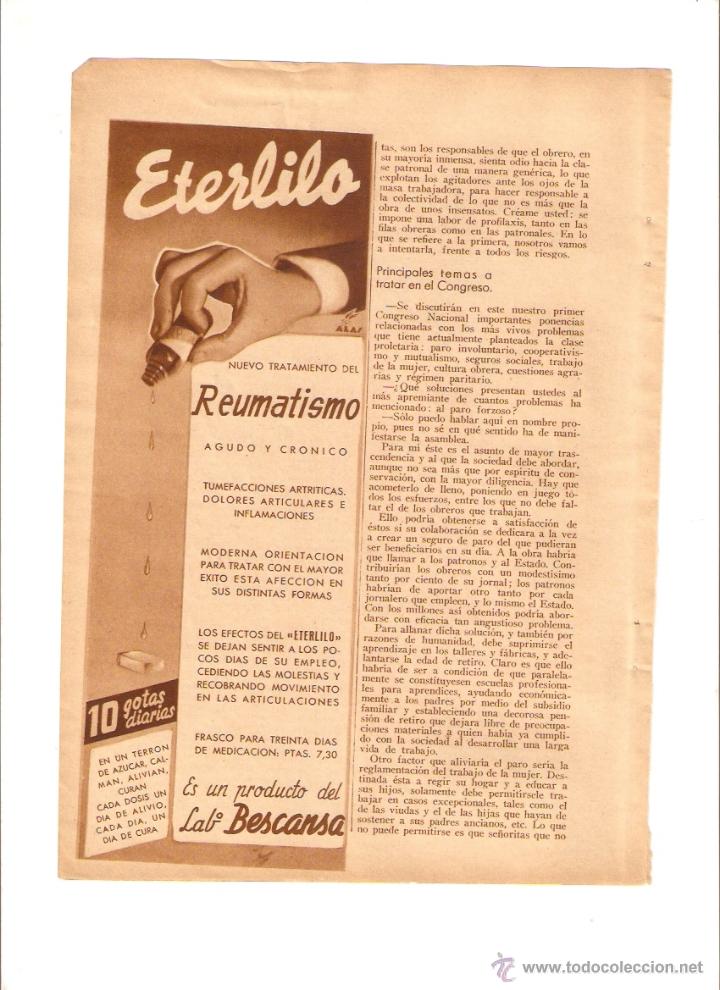 Eterlilo
ALAS
NUEVO TRATAMIENTO DEL
Reumatismo
AGUDO Y CRONICO
TUMEFACCIONES ARTRITICAS.
DOLORES ARTICULARES E
INFLAMACIONES
MODERNA ORIENTACION
PARA TRATAR CON EL MAYOR
EXITO ESTA AFECCION EN
SUS DISTINTAS FORMAS
LOS EFECTOS DEL «ETERLILO»
SE DEJAN SENTIR A LOS PO-
COS DIAS DE SU EMPLEO,
CEDIENDO LAS MOLESTIAS Y
RECOBRANDO MOVIMIENTO
EN LAS ARTICULACIONES
FRASCO PARA TREINTA DIAS
DE MEDICACION: PTAS. 7,30
Es un producto del
Labº Bescansa
10 gotas
diarias
EN UN TERRON
DE AZUCAR, CAL-
MAN, ALIVIAN,
CURAN
CADA DOSIS UN
DIA DE ALIVIO,
CADA DIA, UN
DIA DE CURA
tas, son los responsables de que el obrero, en
su mayoría inmensa, sienta odio hacia la cla-
se patronal de una manera genérica, lo que
explotan los agitadores ante los ojos de la
masa trabajadora, para hacer responsable a
la colectividad de lo que no es más que la
obra de unos insensatos. Créame usted: se
impone una labor de profilaxis, tanto en las
filas obreras como en las patronales. En lo
que se refiere a la primera, nosotros vamos
a intentarla, frente a todos los riesgos.
Principales temas a
tratar en el Congreso.
—Se discutirán en este nuestro primer
Congreso Nacional importantes ponencias
relacionadas con los más vivos problemas
que tiene actualmente planteados la clase
proletaria: paro involuntario, cooperativis-
mo y mutualismo, seguros sociales, trabajo
de la mujer, cultura obrera, cuestiones agra-
rias y régimen paritario.
—¿Qué soluciones presentan ustedes al
más apremiante de cuantos problemas ha
mencionado: al paro forzoso?
—Sólo puedo hablar aquí en nombre pro-
pio, pues no sé en qué sentido ha de mani-
festarse la asamblea.
Para mí éste es el asunto de mayor tras-
cendencia y al que la sociedad debe abordar,
aunque no sea más que por espíritu de con-
servación, con la mayor diligencia. Hay que
acometerlo de lleno, poniendo en juego to-
dos los esfuerzos, entre los que no debe fal-
tar el de los obreros que trabajan.
Ello podría obtenerse a satisfacción de
éstos si su colaboración se dedicara a la vez
a crear un seguro de paro del que pudieran
ser beneficiarios en su día. A la obra habría
que llamar a los patronos y al Estado. Con-
tribuirían los obreros con un modestísimo
tanto por ciento de su jornal; los patronos
habrían de aportar otro tanto por cada
jornalero que empleen, y lo mismo el Estado.
Con los millones así obtenidos podría abor-
darse con eficacia tan angustioso problema.
Para allanar dicha solución, y también por
razones de humanidad, debe suprimirse el
aprendizaje en los talleres y fábricas, y ade-
lantarse la edad de retiro. Claro es que ello
habría de ser a condición de que paralela-
mente se constituyesen escuelas profesiona-
les para aprendices, ayudando económica-
mente a los padres por medio del subsidio
familiar y estableciendo una decorosa pen-
sión de retiro que dejara libre de preocupa-
ciones materiales a quien haya ya cumpli-
do con la sociedad al desarrollar una larga
vida de trabajo.
Otro factor que aliviaría el paro sería la
reglamentación del trabajo de la mujer. Des-
tinada ésta a regir su hogar y a educar a
sus hijos, solamente debe permitírsele tra-
bajar en casos excepcionales, tales como el
de las viudas y el de las hijas que hayan de
sostener a sus padres ancianos, etc. Lo que
no puede permitirse es que señoritas que no
todocoleccion
www.todocoleccion.net